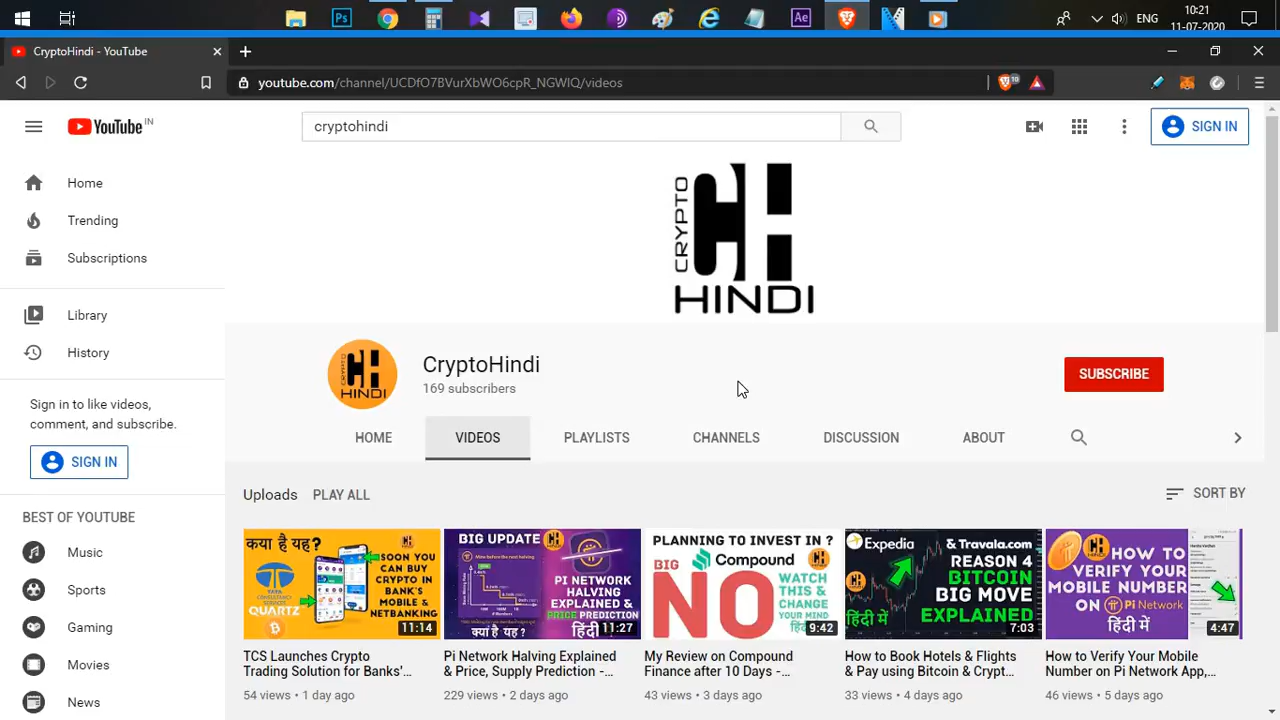 10:21
ENG
11-07-2020
CryptoHindi - YouTube
youtube.com/channel/UCDfO7BVurXbWO6cpR_NGWIQ/videos
10
YouTube IN
cryptohindi
SIGN IN
Home
Trending
Subscriptions
Library
History
Sign in to like videos,
comment, and subscribe.
SIGN IN
BEST OF YOUTUBE
Music
Sports
Gaming
Movies
News
CRYPTO
HINDI
CRYPTO
HINDI
CryptoHindi
169 subscribers
SUBSCRIBE
HOME VIDEOS PLAYLISTS CHANNELS DISCUSSION ABOUT
Uploads PLAY ALL SORT BY
क्या है यह?
TATA
QUARTZ
SOON YOU
CAN BUY
CRYPTO IN
BANK'S
MOBILE &
NETBANKING
11:14
TCS Launches Crypto
Trading Solution for Banks'...
54 views • 1 day ago
BIG UPDATE
PI NETWORK
HALVING
EXPLAINED &
PRICE PREDICTION
क्या है यह ? हिंदी
11:27
Pi Network Halving Explained
& Price, Supply Prediction -...
229 views • 2 days ago
PLANNING TO INVEST IN ?
Compound
BIG
NO
WATCH
THIS &
CHANGE
YOUR MIND
हिंदी में
9:42
My Review on Compound
Finance after 10 Days -...
43 views • 3 days ago
Expedia & Travala.com
REASON 4
BITCOIN
BIG MOVE
EXPLAINED
हिंदी में
7:03
How to Book Hotels & Flights
& Pay using Bitcoin & Crypt...
33 views • 4 days ago
HOW TO
VERIFY YOUR
MOBILE NUMBER
ON Pi Network
हिंदी में
4:47
How to Verify Your Mobile
Number on Pi Network App,...
46 views • 5 days ago